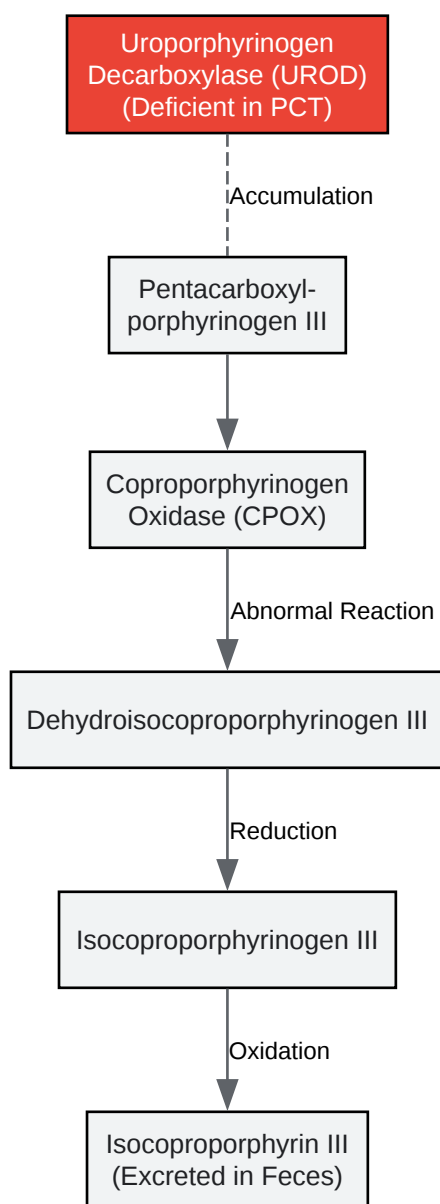 Uroporphyrinogen
Decarboxylase (UROD)
(Deficient in PCT)
Accumulation
Pentacarboxyl-
porphyrinogen III
Coproporphyrinogen
Oxidase (CPOX)
Abnormal Reaction
Dehydroisocoproporphyrinogen III
Reduction
Isocoproporphyrinogen III
Oxidation
Isocoproporphyrin III
(Excreted in Feces)